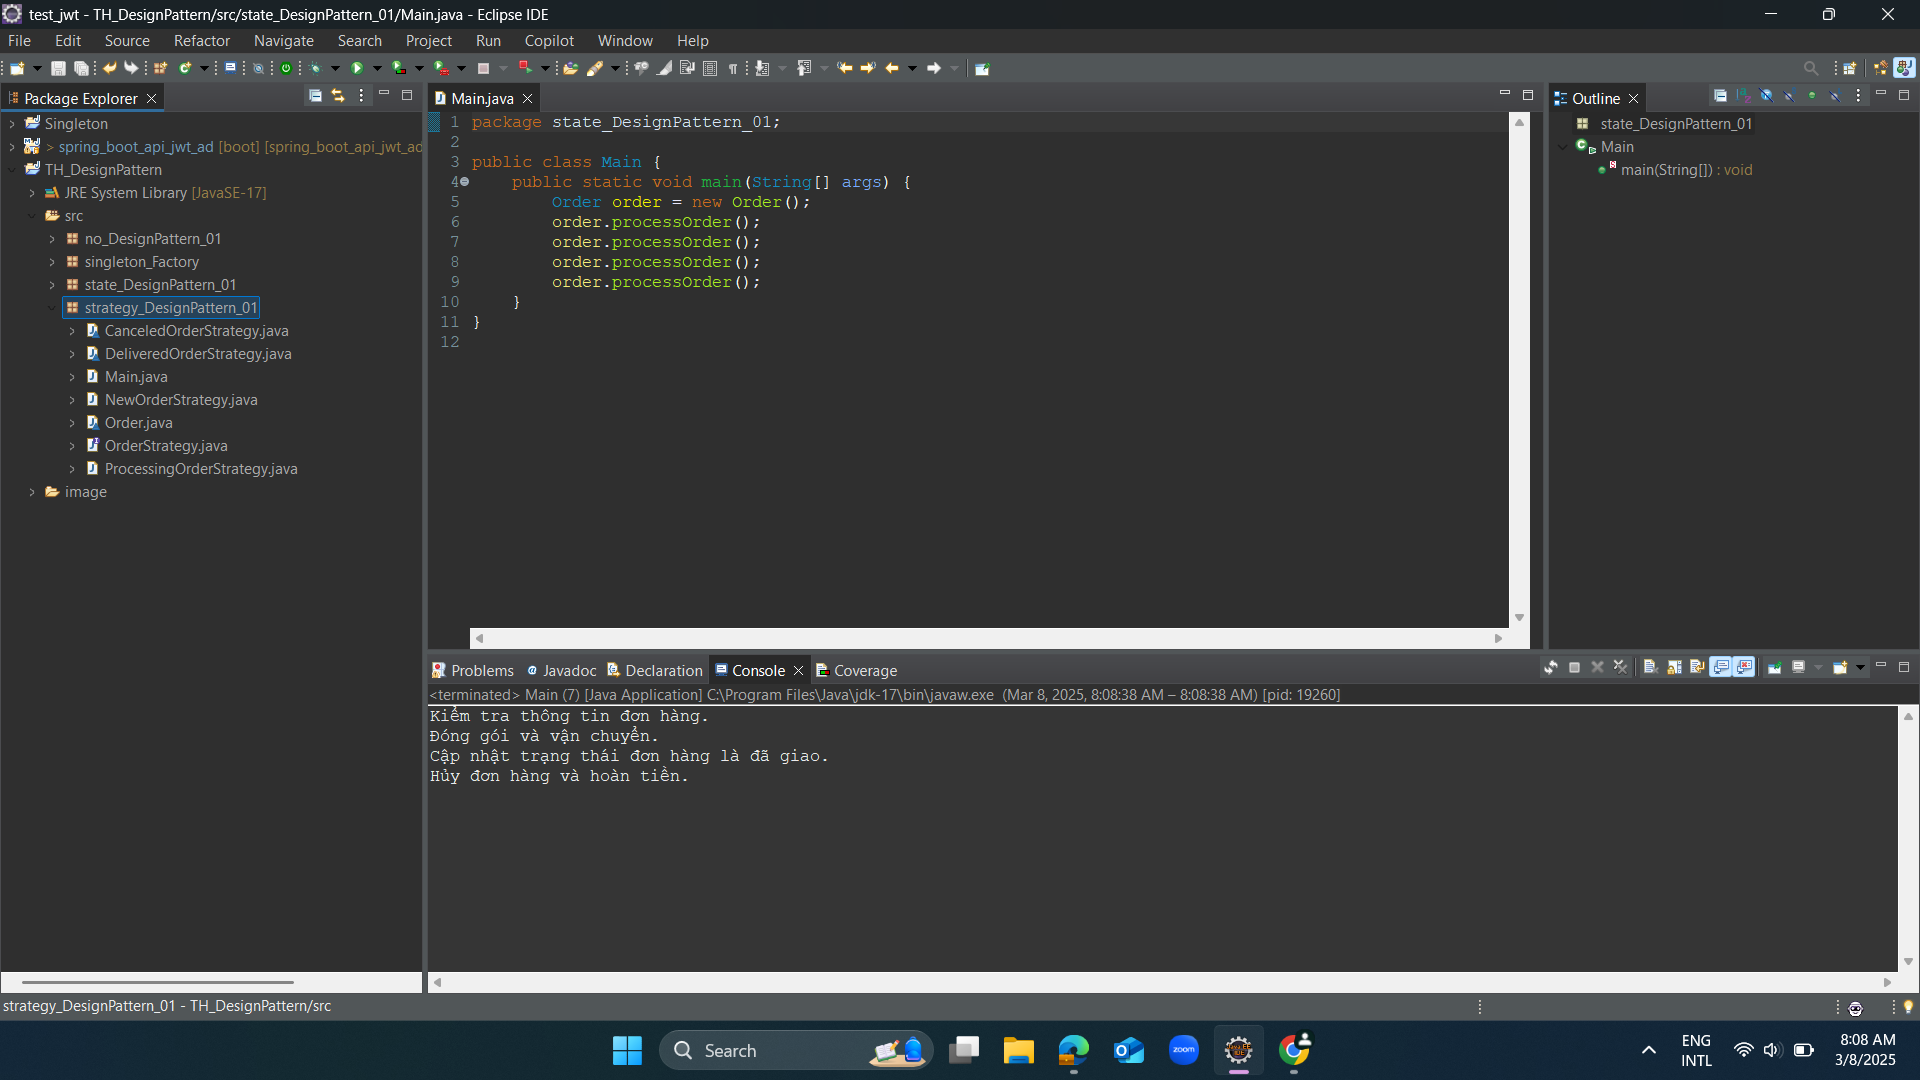 test_jwt - TH_DesignPattern/src/state_DesignPattern_01/Main.java - Eclipse IDE
File Edit Source Refactor Navigate Search Project Run Copilot Window Help
Package Explorer
Singleton
> spring_boot_api_jwt_ad [boot] [spring_boot_api_jwt_ad
TH_DesignPattern
JRE System Library [JavaSE-17]
src
no_DesignPattern_01
singleton_Factory
state_DesignPattern_01
strategy_DesignPattern_01
CanceledOrderStrategy.java
DeliveredOrderStrategy.java
Main.java
NewOrderStrategy.java
Order.java
OrderStrategy.java
ProcessingOrderStrategy.java
image
Main.java
1 package state_DesignPattern_01;
2
3 public class Main {
4 public static void main(String[] args) {
5 Order order = new Order();
6 order.processOrder();
7 order.processOrder();
8 order.processOrder();
9 order.processOrder();
10 }
11 }
12
Outline
state_DesignPattern_01
Main
main(String[]) : void
Problems Javadoc Declaration Console Coverage
<terminated> Main (7) [Java Application] C:\Program Files\Java\jdk-17\bin\javaw.exe (Mar 8, 2025, 8:08:38 AM – 8:08:38 AM) [pid: 19260]
Kiểm tra thông tin đơn hàng.
Đóng gói và vận chuyển.
Cập nhật trạng thái đơn hàng là đã giao.
Hủy đơn hàng và hoàn tiền.
strategy_DesignPattern_01 - TH_DesignPattern/src
Search
zoom
ENG
INTL
8:08 AM
3/8/2025